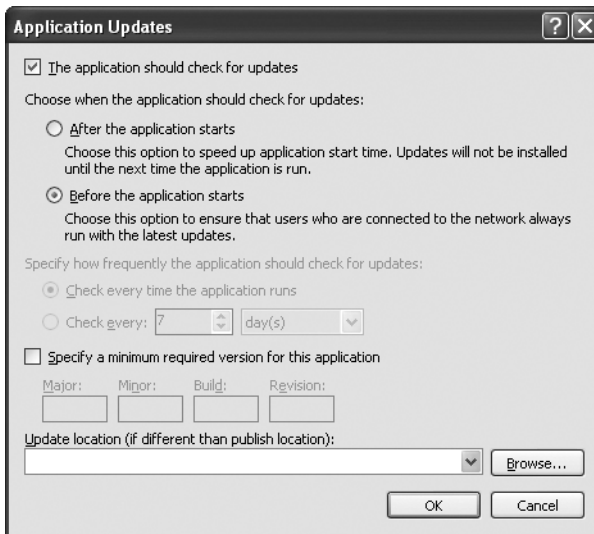 Application Updates
The application should check for updates
Choose when the application should check for updates:
After the application starts
Choose this option to speed up application start time. Updates will not be installed
until the next time the application is run.
Before the application starts
Choose this option to ensure that users who are connected to the network always
run with the latest updates.
Specify how frequently the application should check for updates:
Check every time the application runs
Check every: 7 day(s)
Specify a minimum required version for this application
Major: Minor: Build: Revision:
Update location (if different than publish location):
Browse...
OK Cancel